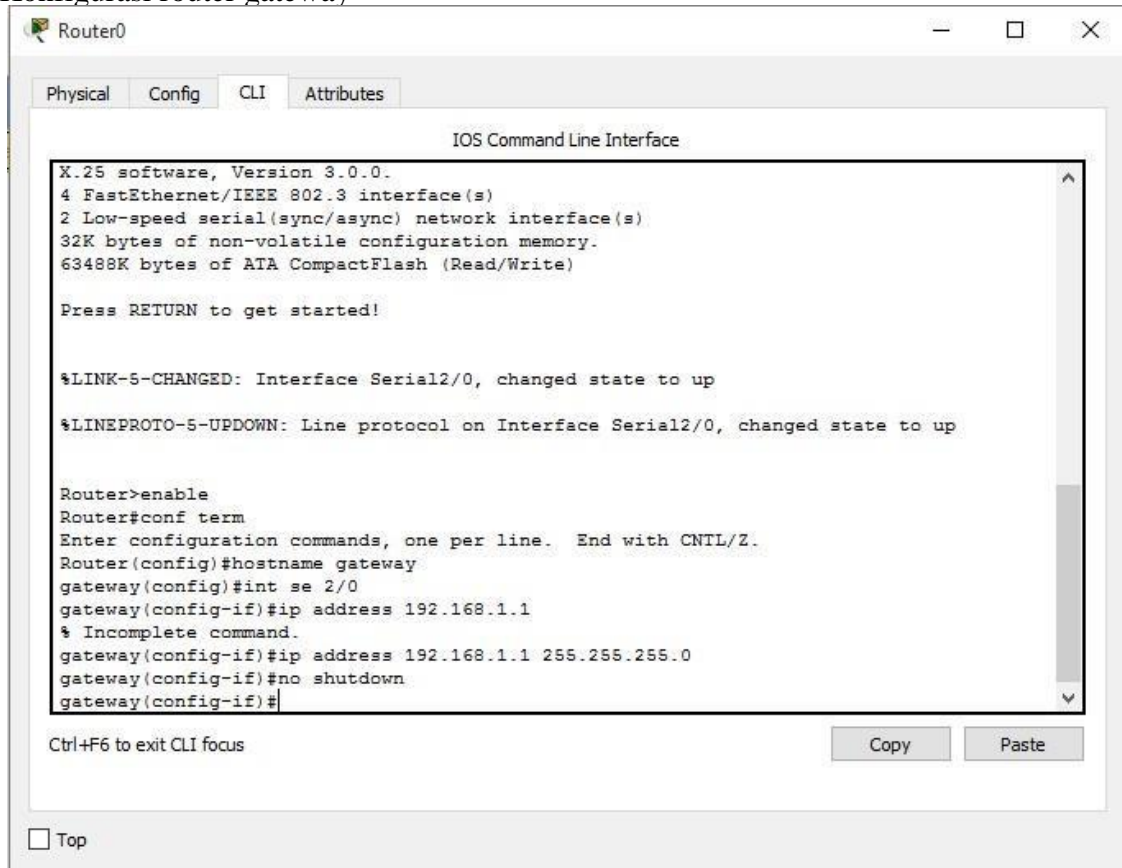 Konfigurasi router gateway
Router0
Physical Config CLI Attributes
IOS Command Line Interface
X.25 software, Version 3.0.0.
4 FastEthernet/IEEE 802.3 interface(s)
2 Low-speed serial(sync/async) network interface(s)
32K bytes of non-volatile configuration memory.
63488K bytes of ATA CompactFlash (Read/Write)
Press RETURN to get started!
%LINK-5-CHANGED: Interface Serial2/0, changed state to up
%LINEPROTO-5-UPDOWN: Line protocol on Interface Serial2/0, changed state to up
Router>enable
Router#conf term
Enter configuration commands, one per line.  End with CNTL/Z.
Router(config)#hostname gateway
gateway(config)#int se 2/0
gateway(config-if)#ip address 192.168.1.1
% Incomplete command.
gateway(config-if)#ip address 192.168.1.1 255.255.255.0
gateway(config-if)#no shutdown
gateway(config-if)#
Ctrl+F6 to exit CLI focus
Copy Paste
Top